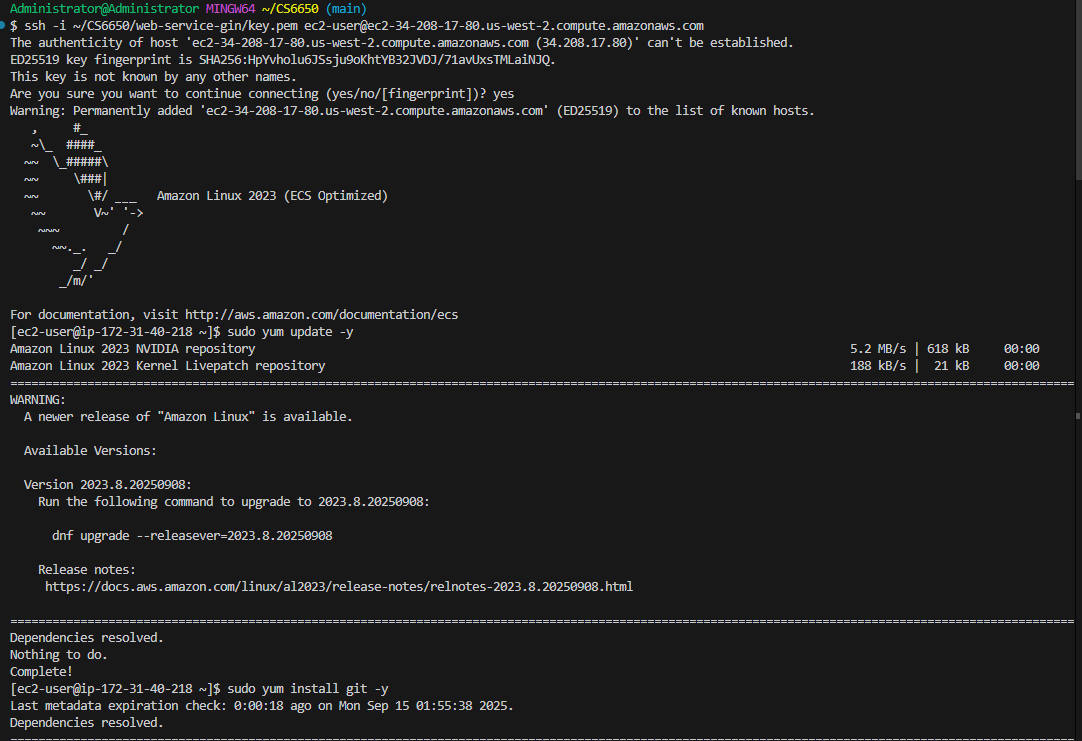 Administrator@Administrator MINGW64 ~/CS6650 (main)
$ ssh -i ~/CS6650/web-service-gin/key.pem ec2-user@ec2-34-208-17-80.us-west-2.compute.amazonaws.com
The authenticity of host 'ec2-34-208-17-80.us-west-2.compute.amazonaws.com (34.208.17.80)' can't be established.
ED25519 key fingerprint is SHA256:HpYvholu6JSsju9oKhtYB32JVDJ/71avUxsTMLaiNJQ.
This key is not known by any other names.
Are you sure you want to continue connecting (yes/no/[fingerprint])? yes
Warning: Permanently added 'ec2-34-208-17-80.us-west-2.compute.amazonaws.com' (ED25519) to the list of known hosts.
   ,     #_
   ~\_  ####_
  ~~  \_#####\
  ~~     \###|
  ~~       \#/ ___   Amazon Linux 2023 (ECS Optimized)
   ~~       V~' '->
    ~~~         /
      ~~._.   _/
         _/ _/
       _/m/'
For documentation, visit http://aws.amazon.com/documentation/ecs
[ec2-user@ip-172-31-40-218 ~]$ sudo yum update -y
Amazon Linux 2023 NVIDIA repository 5.2 MB/s | 618 kB 00:00
Amazon Linux 2023 Kernel Livepatch repository 188 kB/s | 21 kB 00:00
================================================================================
WARNING:
  A newer release of "Amazon Linux" is available.
  Available Versions:
  Version 2023.8.20250908:
    Run the following command to upgrade to 2023.8.20250908:
      dnf upgrade --releasever=2023.8.20250908
    Release notes:
     https://docs.aws.amazon.com/linux/al2023/release-notes/relnotes-2023.8.20250908.html
================================================================================
Dependencies resolved.
Nothing to do.
Complete!
[ec2-user@ip-172-31-40-218 ~]$ sudo yum install git -y
Last metadata expiration check: 0:00:18 ago on Mon Sep 15 01:55:38 2025.
Dependencies resolved.